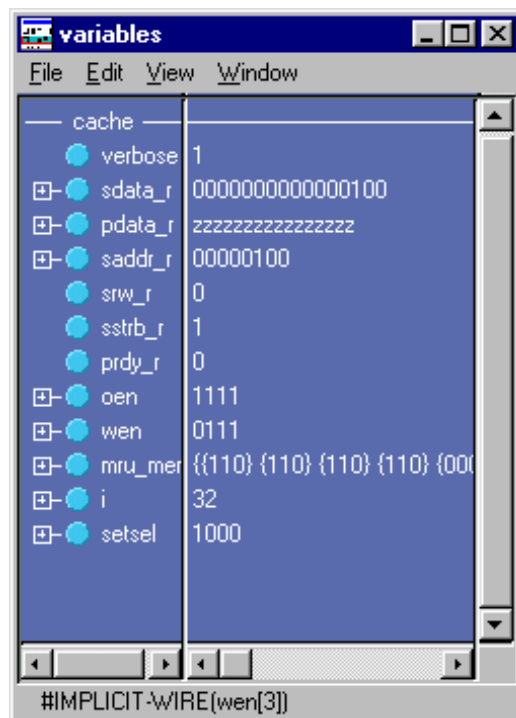 variables
File Edit View Window
cache
verbose 1
sdata_r 0000000000000100
pdata_r zzzzzzzzzzzzzzzz
saddr_r 00000100
srw_r 0
sstrb_r 1
prdy_r 0
oen 1111
wen 0111
mru_mer {{110} {110} {110} {110} {000
i 32
setsel 1000
#IMPLICIT-WIRE(wen[3])